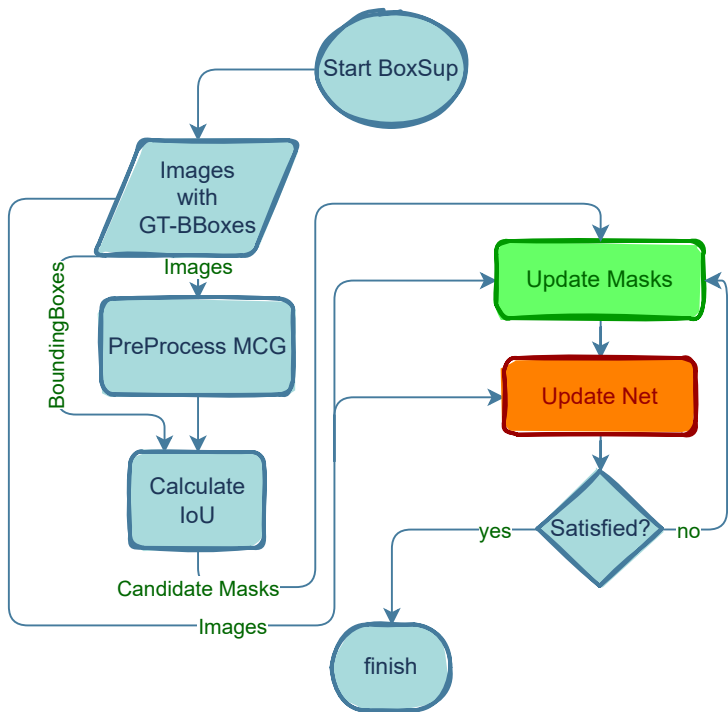 Start BoxSup
Images
with
GT-BBoxes
Images
BoundingBoxes
PreProcess MCG
Calculate
IoU
Candidate Masks
Images
Update Masks
Update Net
Satisfied?
yes
no
finish